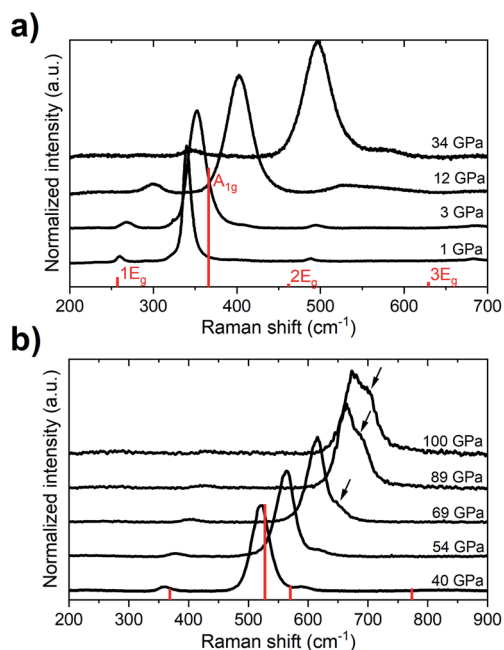 a)
Normalized intensity (a.u.)
34 GPa
12 GPa
3 GPa
1 GPa
A1g
1Eg
2Eg
3Eg
200 300 400 500 600 700
Raman shift (cm-1)
b)
Normalized intensity (a.u.)
100 GPa
89 GPa
69 GPa
54 GPa
40 GPa
200 300 400 500 600 700 800 900
Raman shift (cm-1)